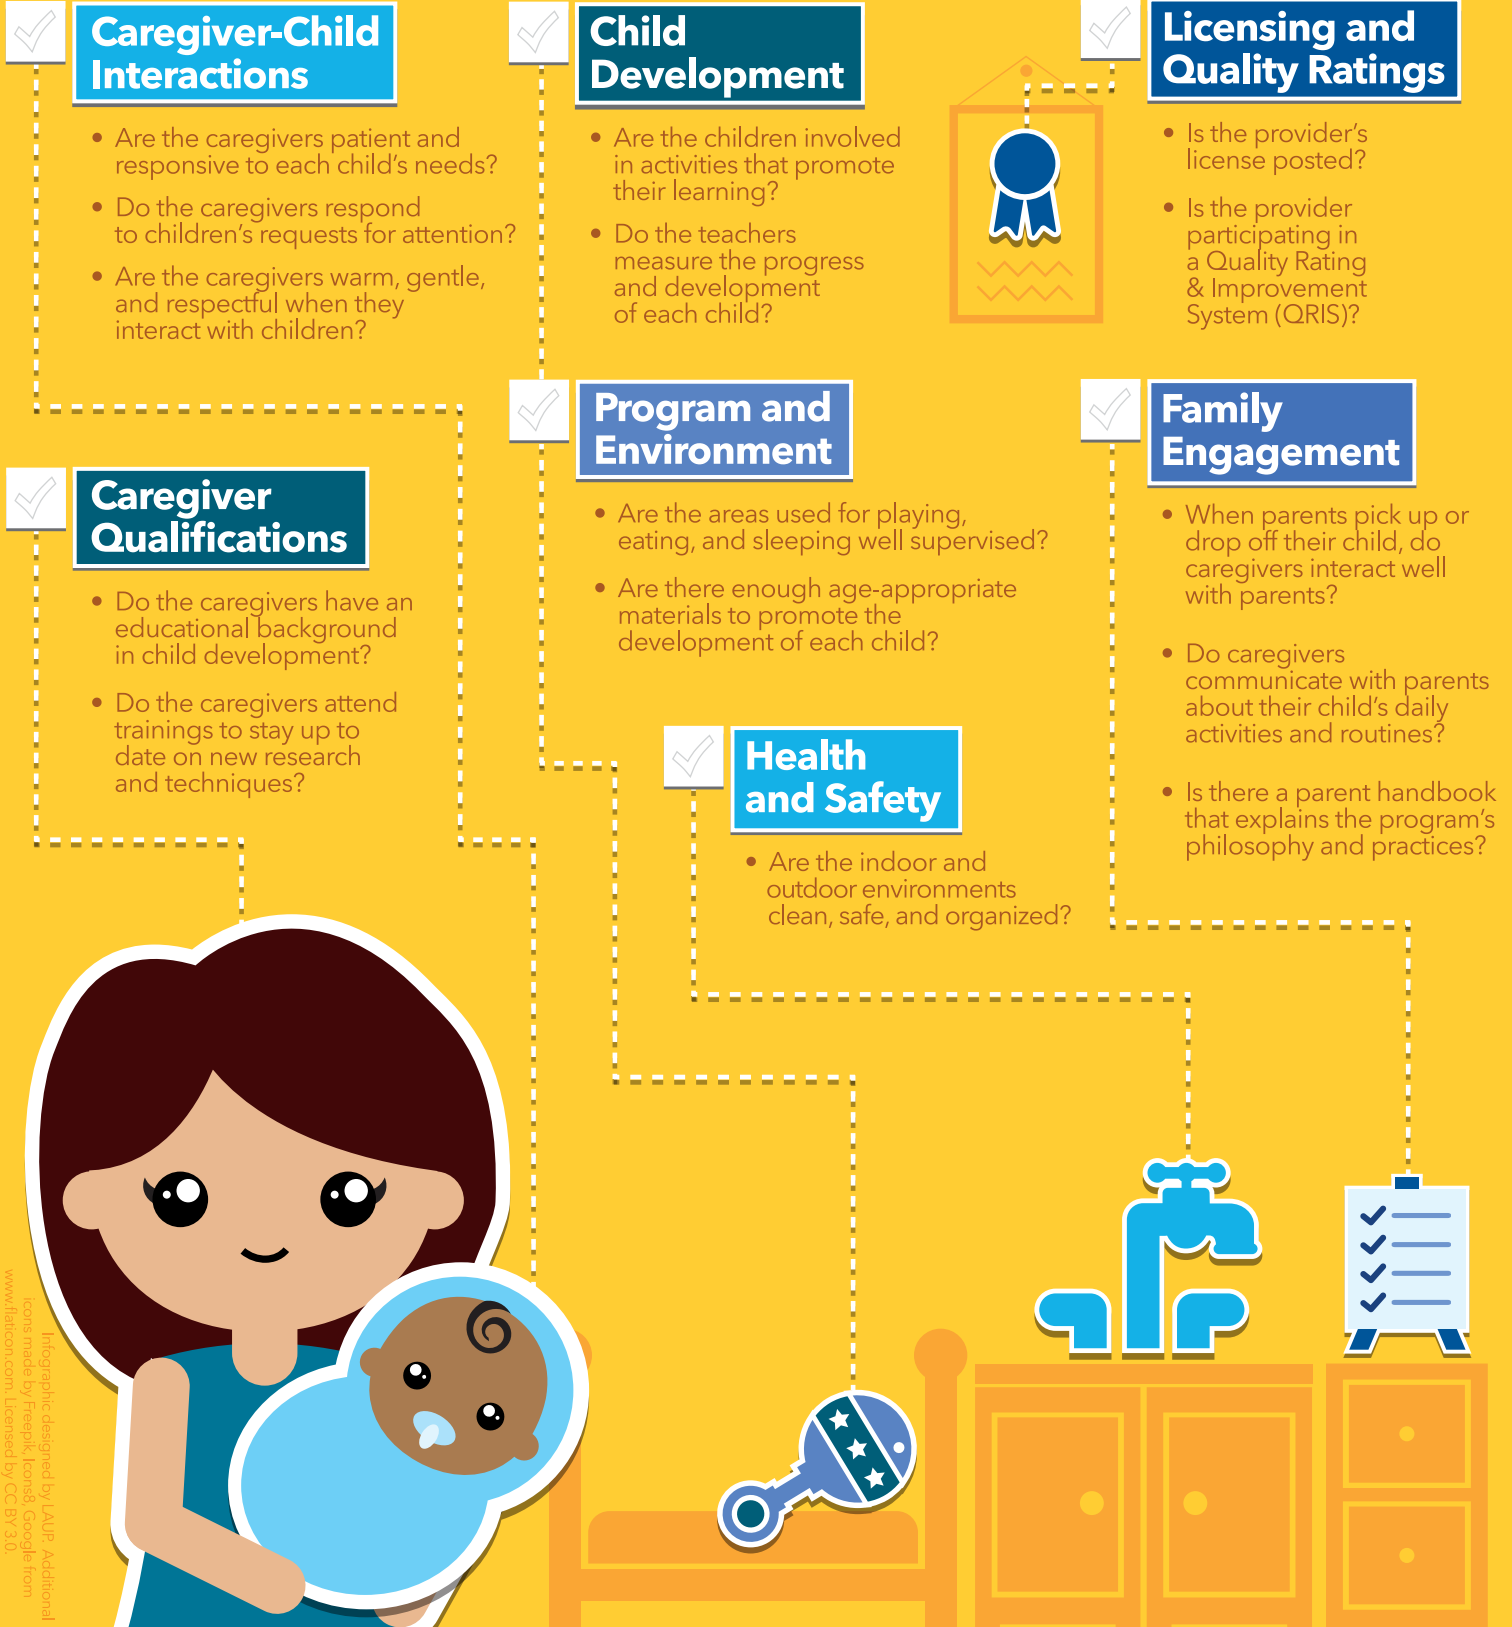 Caregiver-Child
Interactions
• Are the caregivers patient and
responsive to each child’s needs?
• Do the caregivers respond
to children’s requests for attention?
• Are the caregivers warm, gentle,
and respectful when they
interact with children?
Caregiver
Qualifications
• Do the caregivers have an
educational background
in child development?
• Do the caregivers attend
trainings to stay up to
date on new research
and techniques?
Child
Development
• Are the children involved
in activities that promote
their learning?
• Do the teachers
measure the progress
and development
of each child?
Program and
Environment
• Are the areas used for playing,
eating, and sleeping well supervised?
• Are there enough age-appropriate
materials to promote the
development of each child?
Health
and Safety
• Are the indoor and
outdoor environments
clean, safe, and organized?
Licensing and
Quality Ratings
• Is the provider’s
license posted?
• Is the provider
participating in
a Quality Rating
& Improvement
System (QRIS)?
Family
Engagement
• When parents pick up or
drop off their child, do
caregivers interact well
with parents?
• Do caregivers
communicate with parents
about their child’s daily
activities and routines?
• Is there a parent handbook
that explains the program’s
philosophy and practices?
Infographic designed by LAUP. Additional
icons made by Freepik, Icons8, Google from
www.flaticon.com. Licensed by CC BY 3.0.